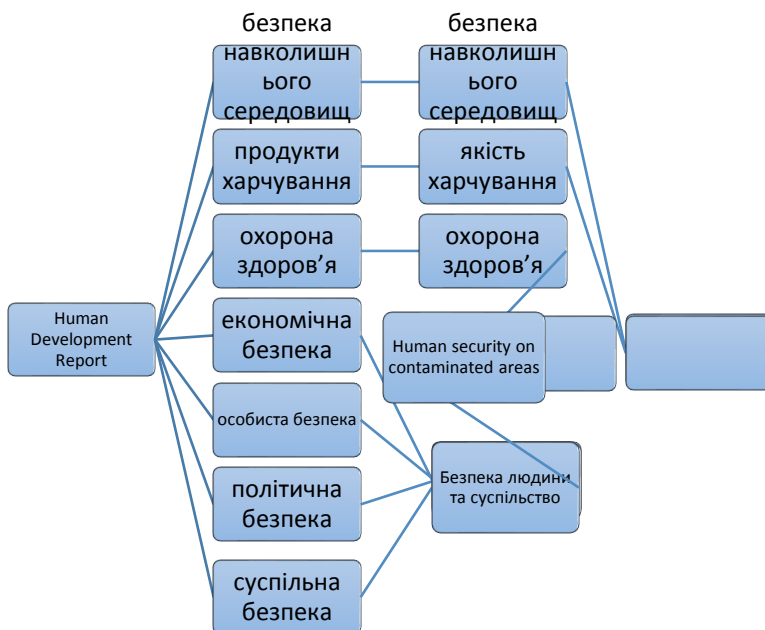 безпека
навколишн
ього
середовищ
безпека
навколишн
ього
середовищ
продукти
харчування
якість
харчування
охорона
здоров’я
охорона
здоров’я
Human
Development
Report
економічна
безпека
Human security on
contaminated areas
особиста безпека
політична
безпека
Безпека людини
та суспільство
суспільна
безпека